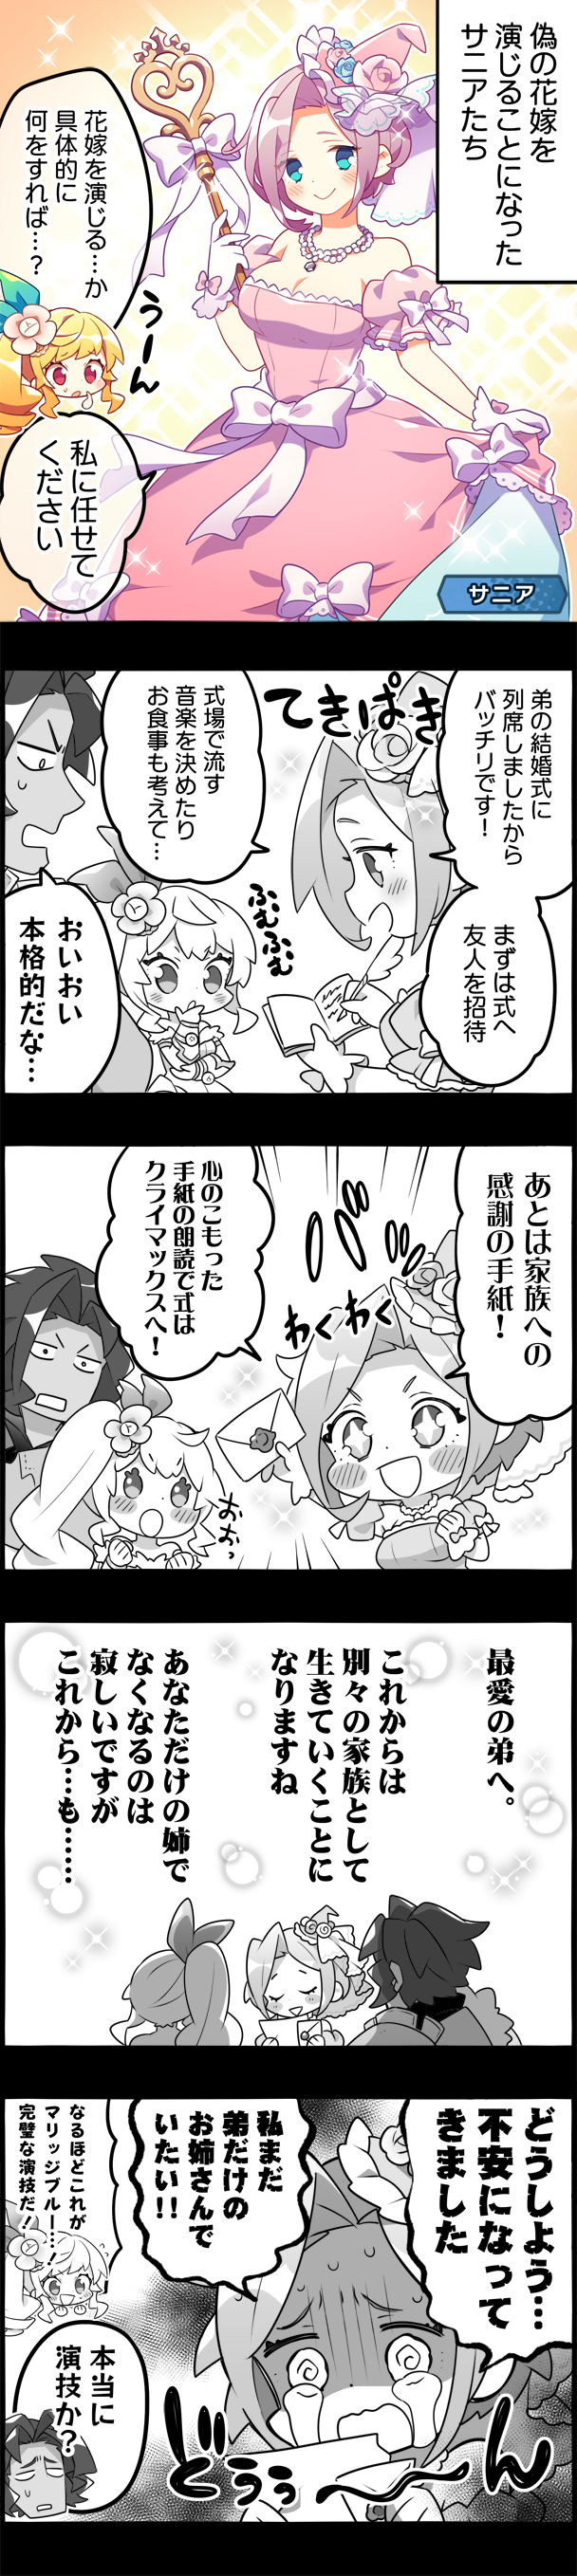 偽の花嫁を
演じることになった
サニアたち
花嫁を演じる…か
具体的に
何をすれば…？
うーん
私に任せて
ください
サニア
弟の結婚式に
列席しましたから
バッチリです！
まずは式へ
友人を招待
てきぱき
式場で流す
音楽を決めたり
お食事も考えて…
ふむふむ
おいおい
本格的だな…
あとは家族への
感謝の手紙！
ババッ
わくわく
心のこもった
手紙の朗読で式は
クライマックスへ！
おぉっ
最愛の弟へ。
これからは
別々の家族として
生きていくことに
なりますね
あなただけの姉で
なくなるのは
寂しいですが
これから…も……
どうしよう…
不安になって
きました
私まだ
弟だけの
お姉さんで
いたい!!
なるほどこれが
マリッジブルー…！
完璧な演技だ！
本当に
演技か？
どうぅ〜〜ん